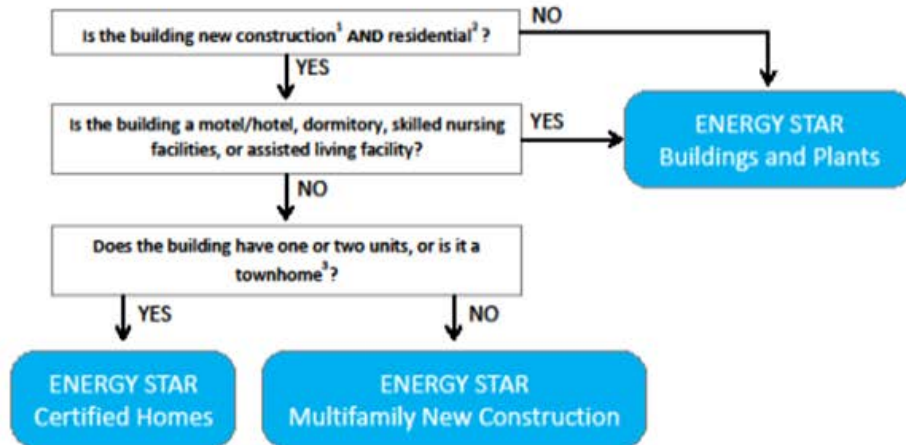 Is the building new construction¹ AND residential² ?
NO
YES
Is the building a motel/hotel, dormitory, skilled nursing
facilities, or assisted living facility?
YES
ENERGY STAR
Buildings and Plants
NO
Does the building have one or two units, or is it a
townhome³?
YES
NO
ENERGY STAR
Certified Homes
ENERGY STAR
Multifamily New Construction